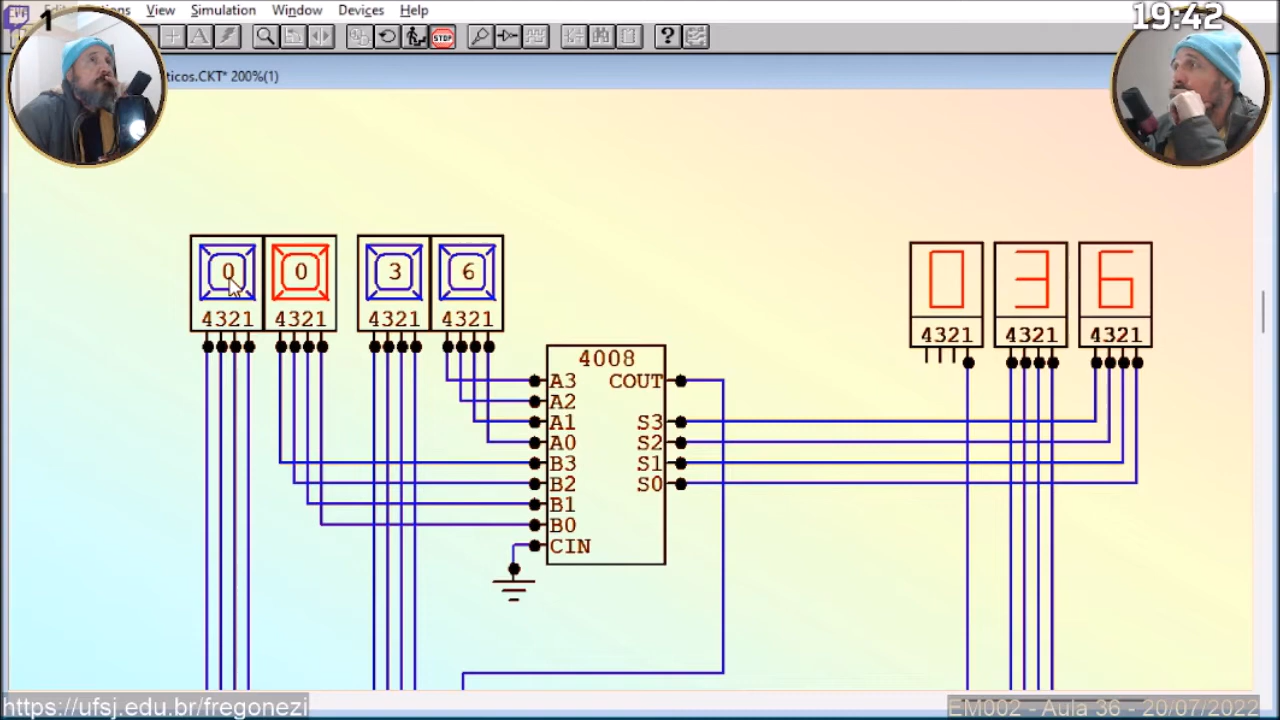 1 Options View Simulation Window Devices Help
19:42
STOP ?
ticos.CKT* 200%(1)
0 0 3 6
4321 4321 4321 4321
0 3 6
4321 4321 4321
4008
A3 COUT
A2
A1 S3
A0 S2
B3 S1
B2 S0
B1
B0
CIN
https://ufsj.edu.br/fregonezi
EM002 - Aula 36 - 20/07/2022